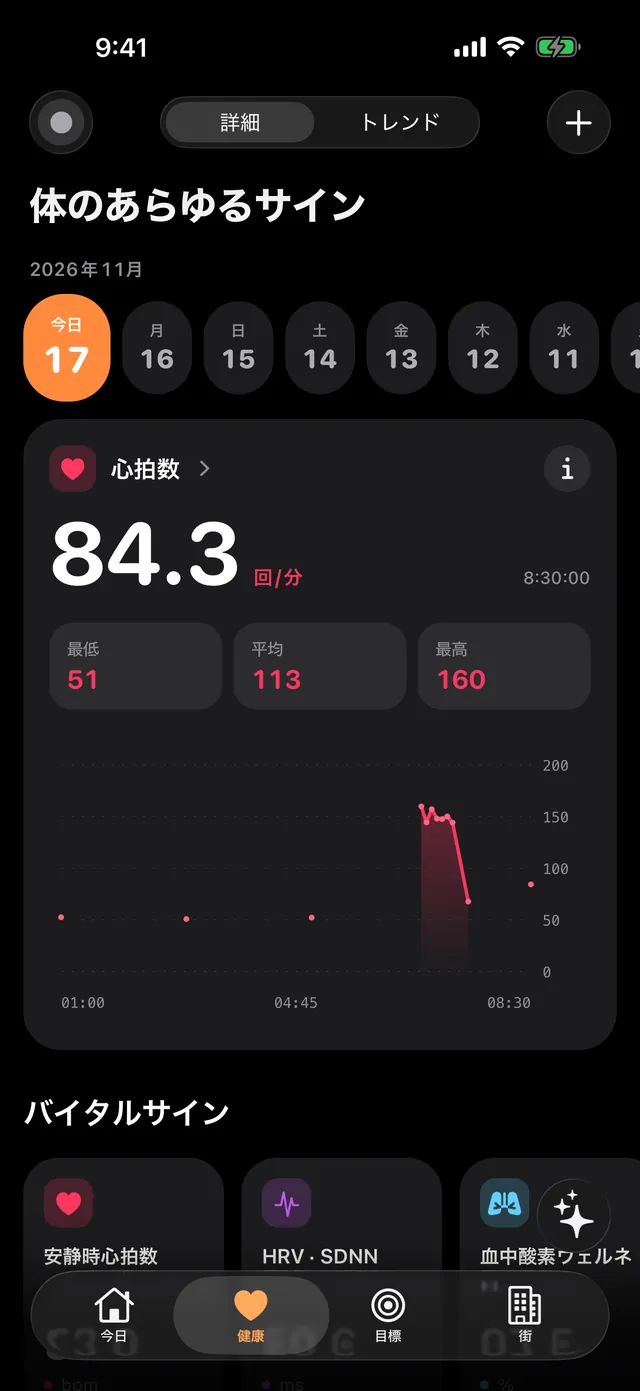 9:41
詳細
トレンド
体のあらゆるサイン
2026年11月
今日
17
月
16
日
15
土
14
金
13
木
12
水
11
心拍数
84.3 回/分
8:30:00
最低
51
平均
113
最高
160
200
150
100
50
0
01:00
04:45
08:30
バイタルサイン
安静時心拍数
HRV · SDNN
血中酸素ウェルネ
今日
健康
目標
街
bpm
ms
%